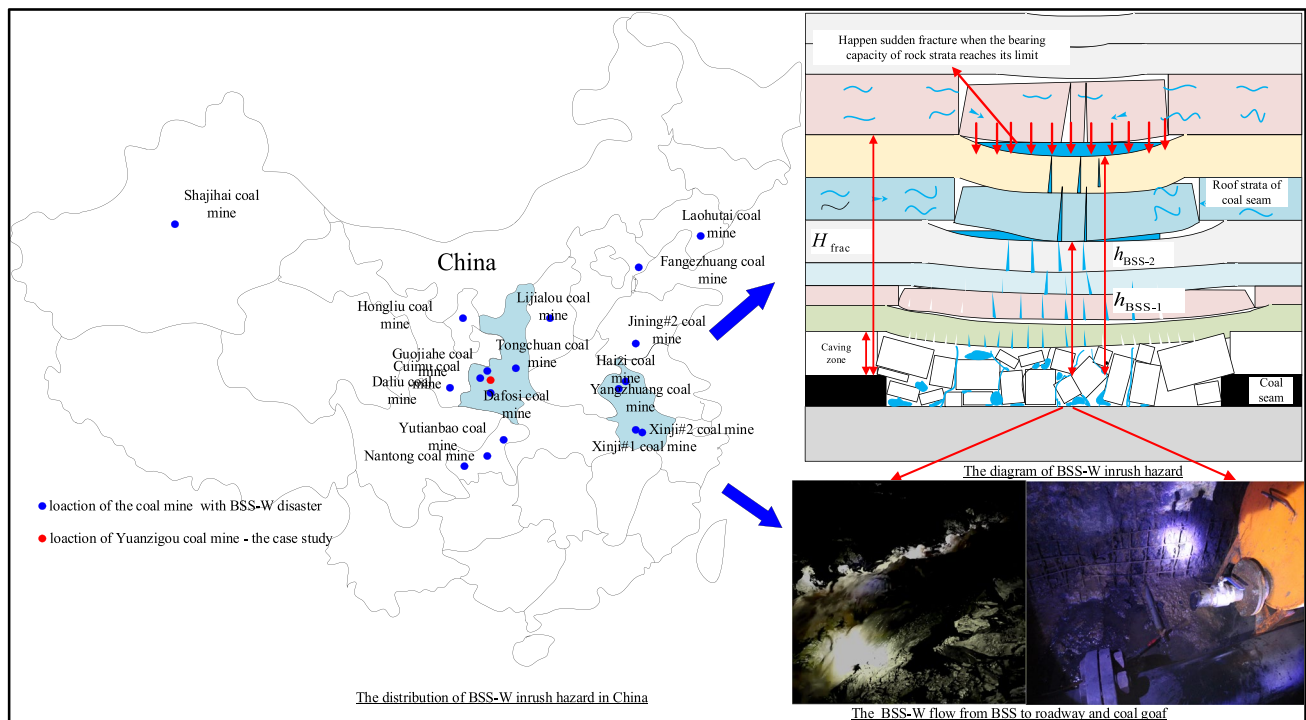 Shajihai coal
mine
China
Laohutai coal
mine
Fangezhuang coal
mine
Hongliu coal
mine
Lijialou coal
mine
Jining#2 coal
mine
Tongchuan coal
mine
Guojiahe coal
mine
Cuimu coal
mine
Daliu coal
mine
Dafosi coal
mine
Haizi coal
mine
Yangzhuang coal
mine
Yutianbao coal
mine
Nantong coal mine
Xinji#2 coal mine
Xinji#1 coal mine
loaction of the coal mine with BSS-W disaster
loaction of Yuanzigou coal mine - the case study
The distribution of BSS-W inrush hazard in China
Happen sudden fracture when the bearing
capacity of rock strata reaches its limit
Roof strata of
coal seam
H frac
h BSS-2
h BSS-1
Caving
zone
Coal
seam
The diagram of BSS-W inrush hazard
The BSS-W flow from BSS to roadway and coal goaf